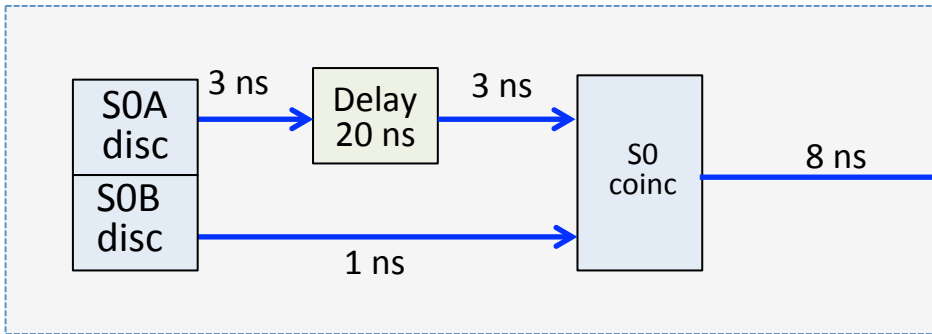 S0A
disc
3 ns
Delay
20 ns
3 ns
S0
coinc
8 ns
S0B
disc
1 ns